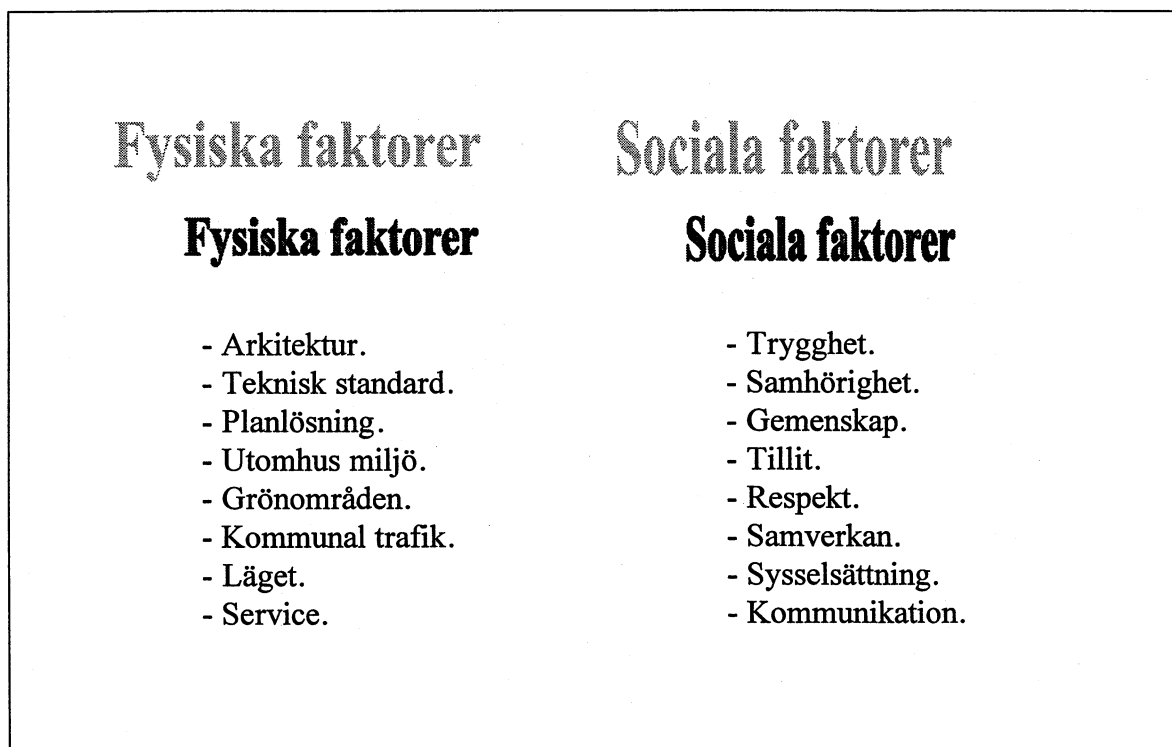 Fysiska faktorer
Fysiska faktorer
- Arkitektur.
- Teknisk standard.
- Planlösning.
- Utomhus miljö.
- Grönområden.
- Kommunal trafik.
- Läget.
- Service.
Sociala faktorer
Sociala faktorer
- Trygghet.
- Samhörighet.
- Gemenskap.
- Tillit.
- Respekt.
- Samverkan.
- Sysselsättning.
- Kommunikation.